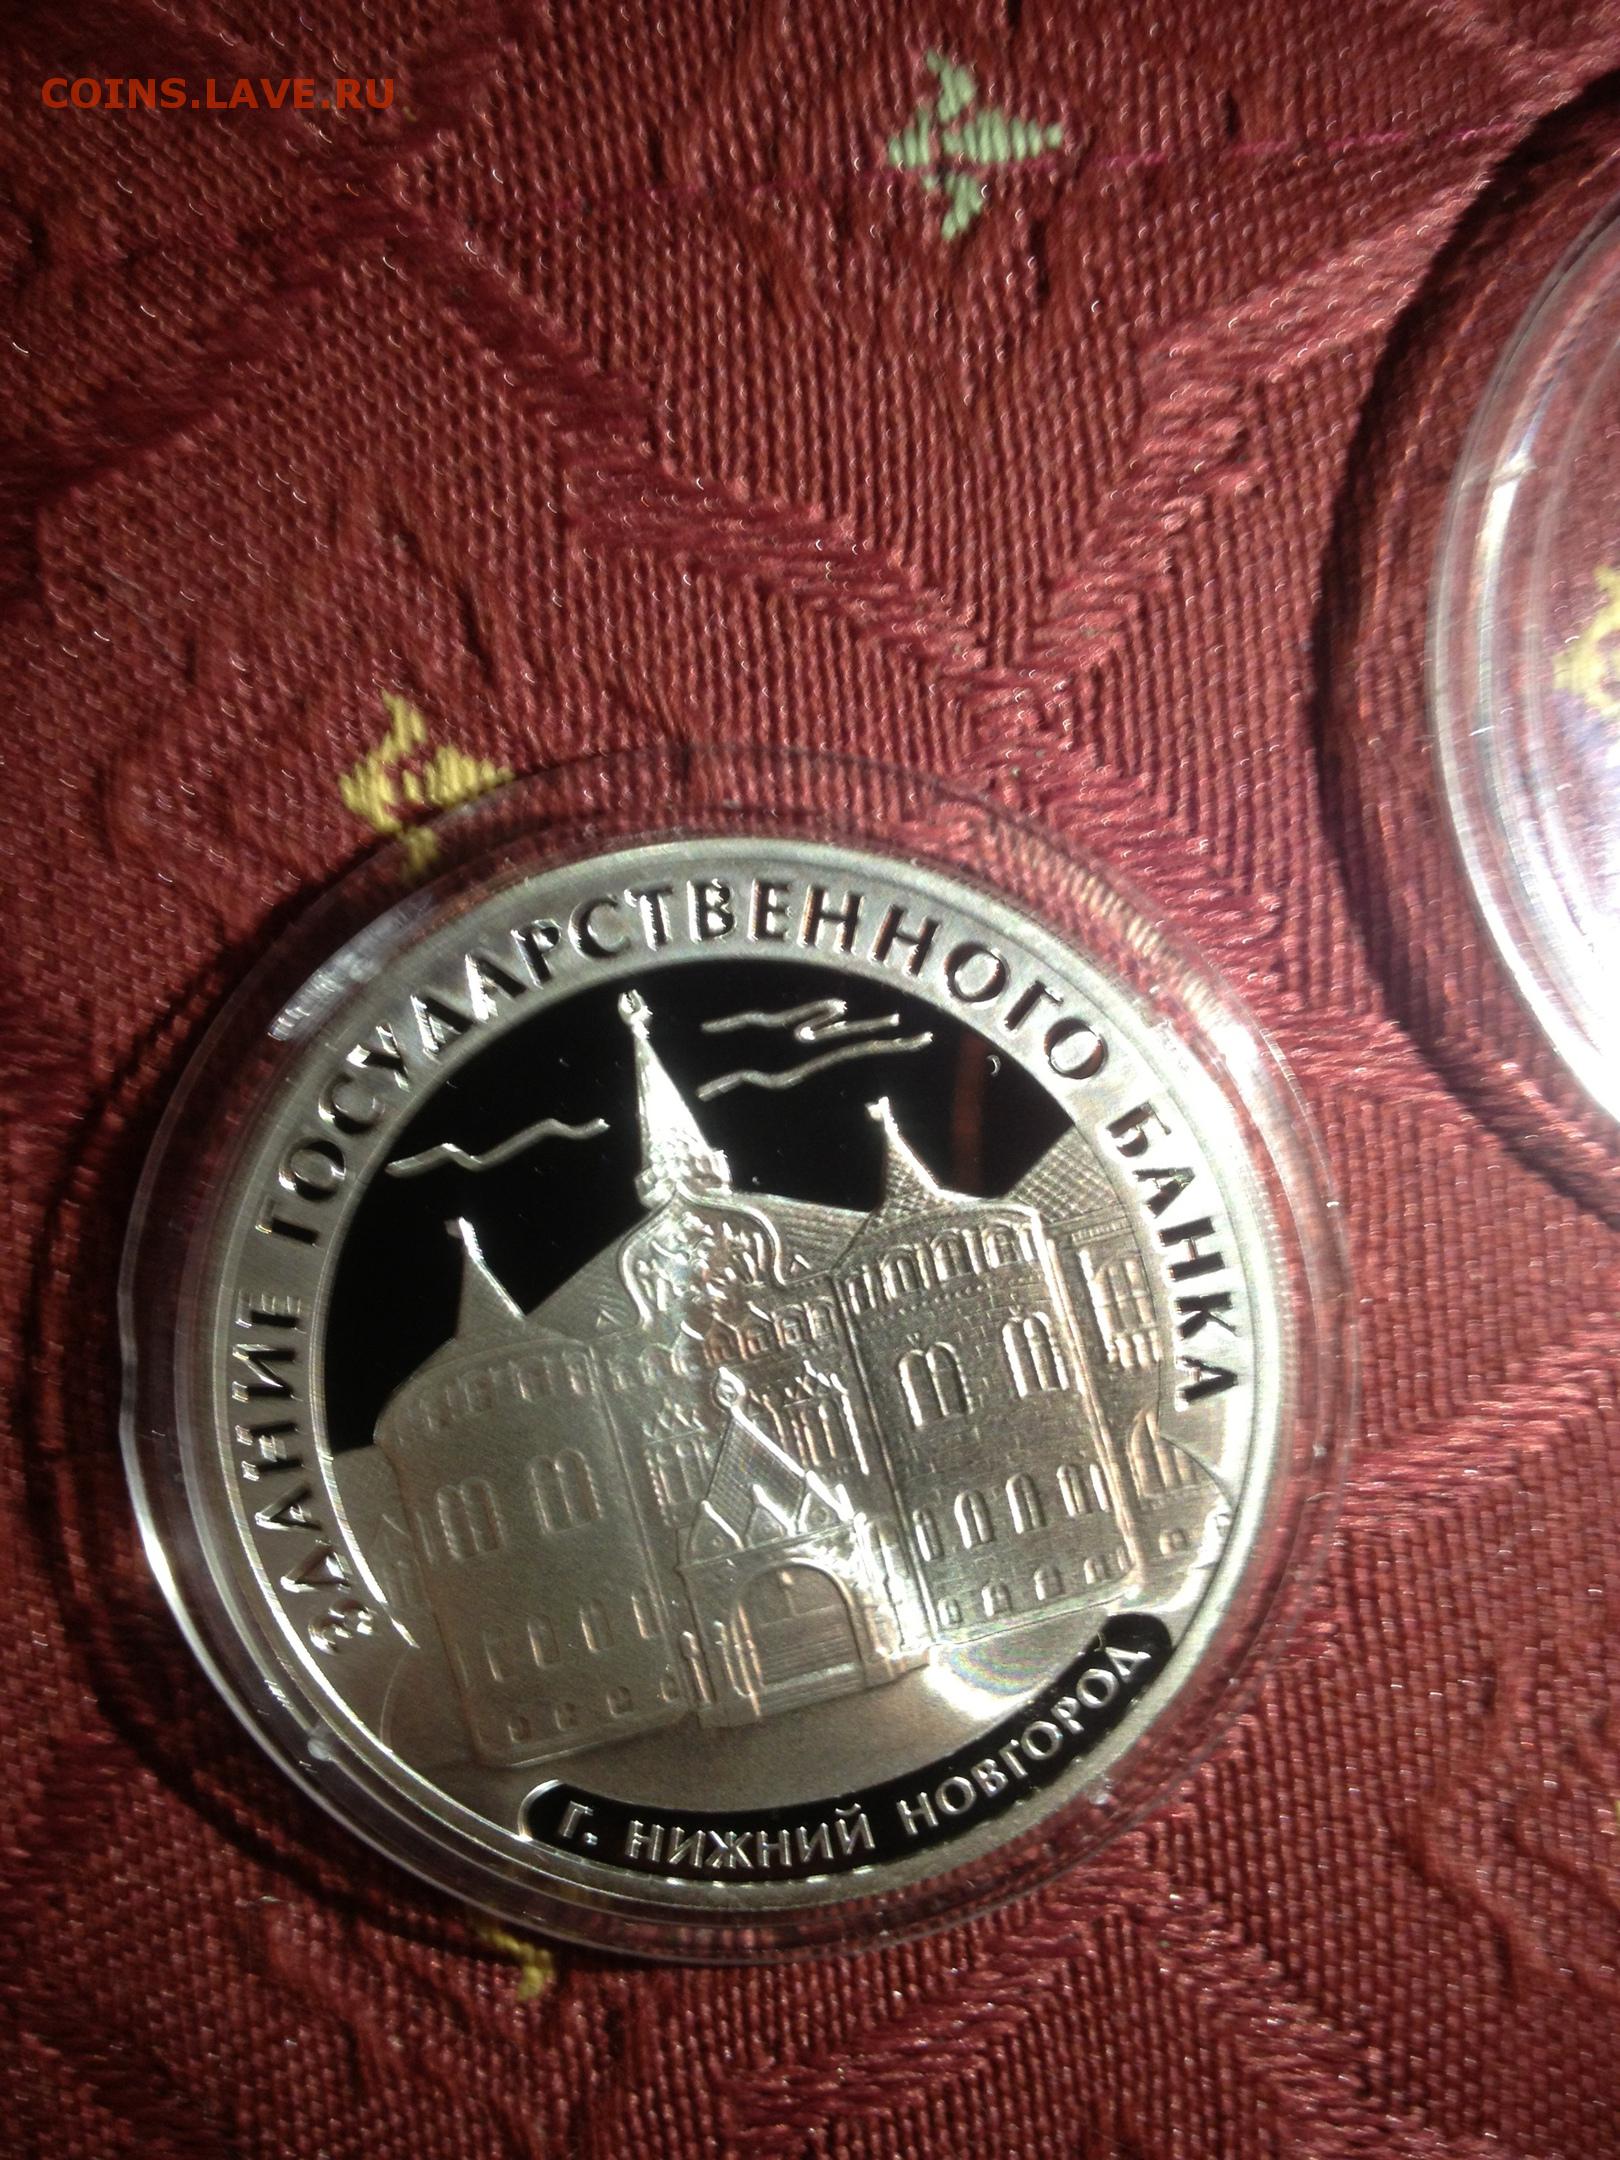 COINS.LAVE.RU
ЗДАНИЕ ГОСУДАРСТВЕННОГО БАНКА
Г. НИЖНИЙ НОВГОРОД